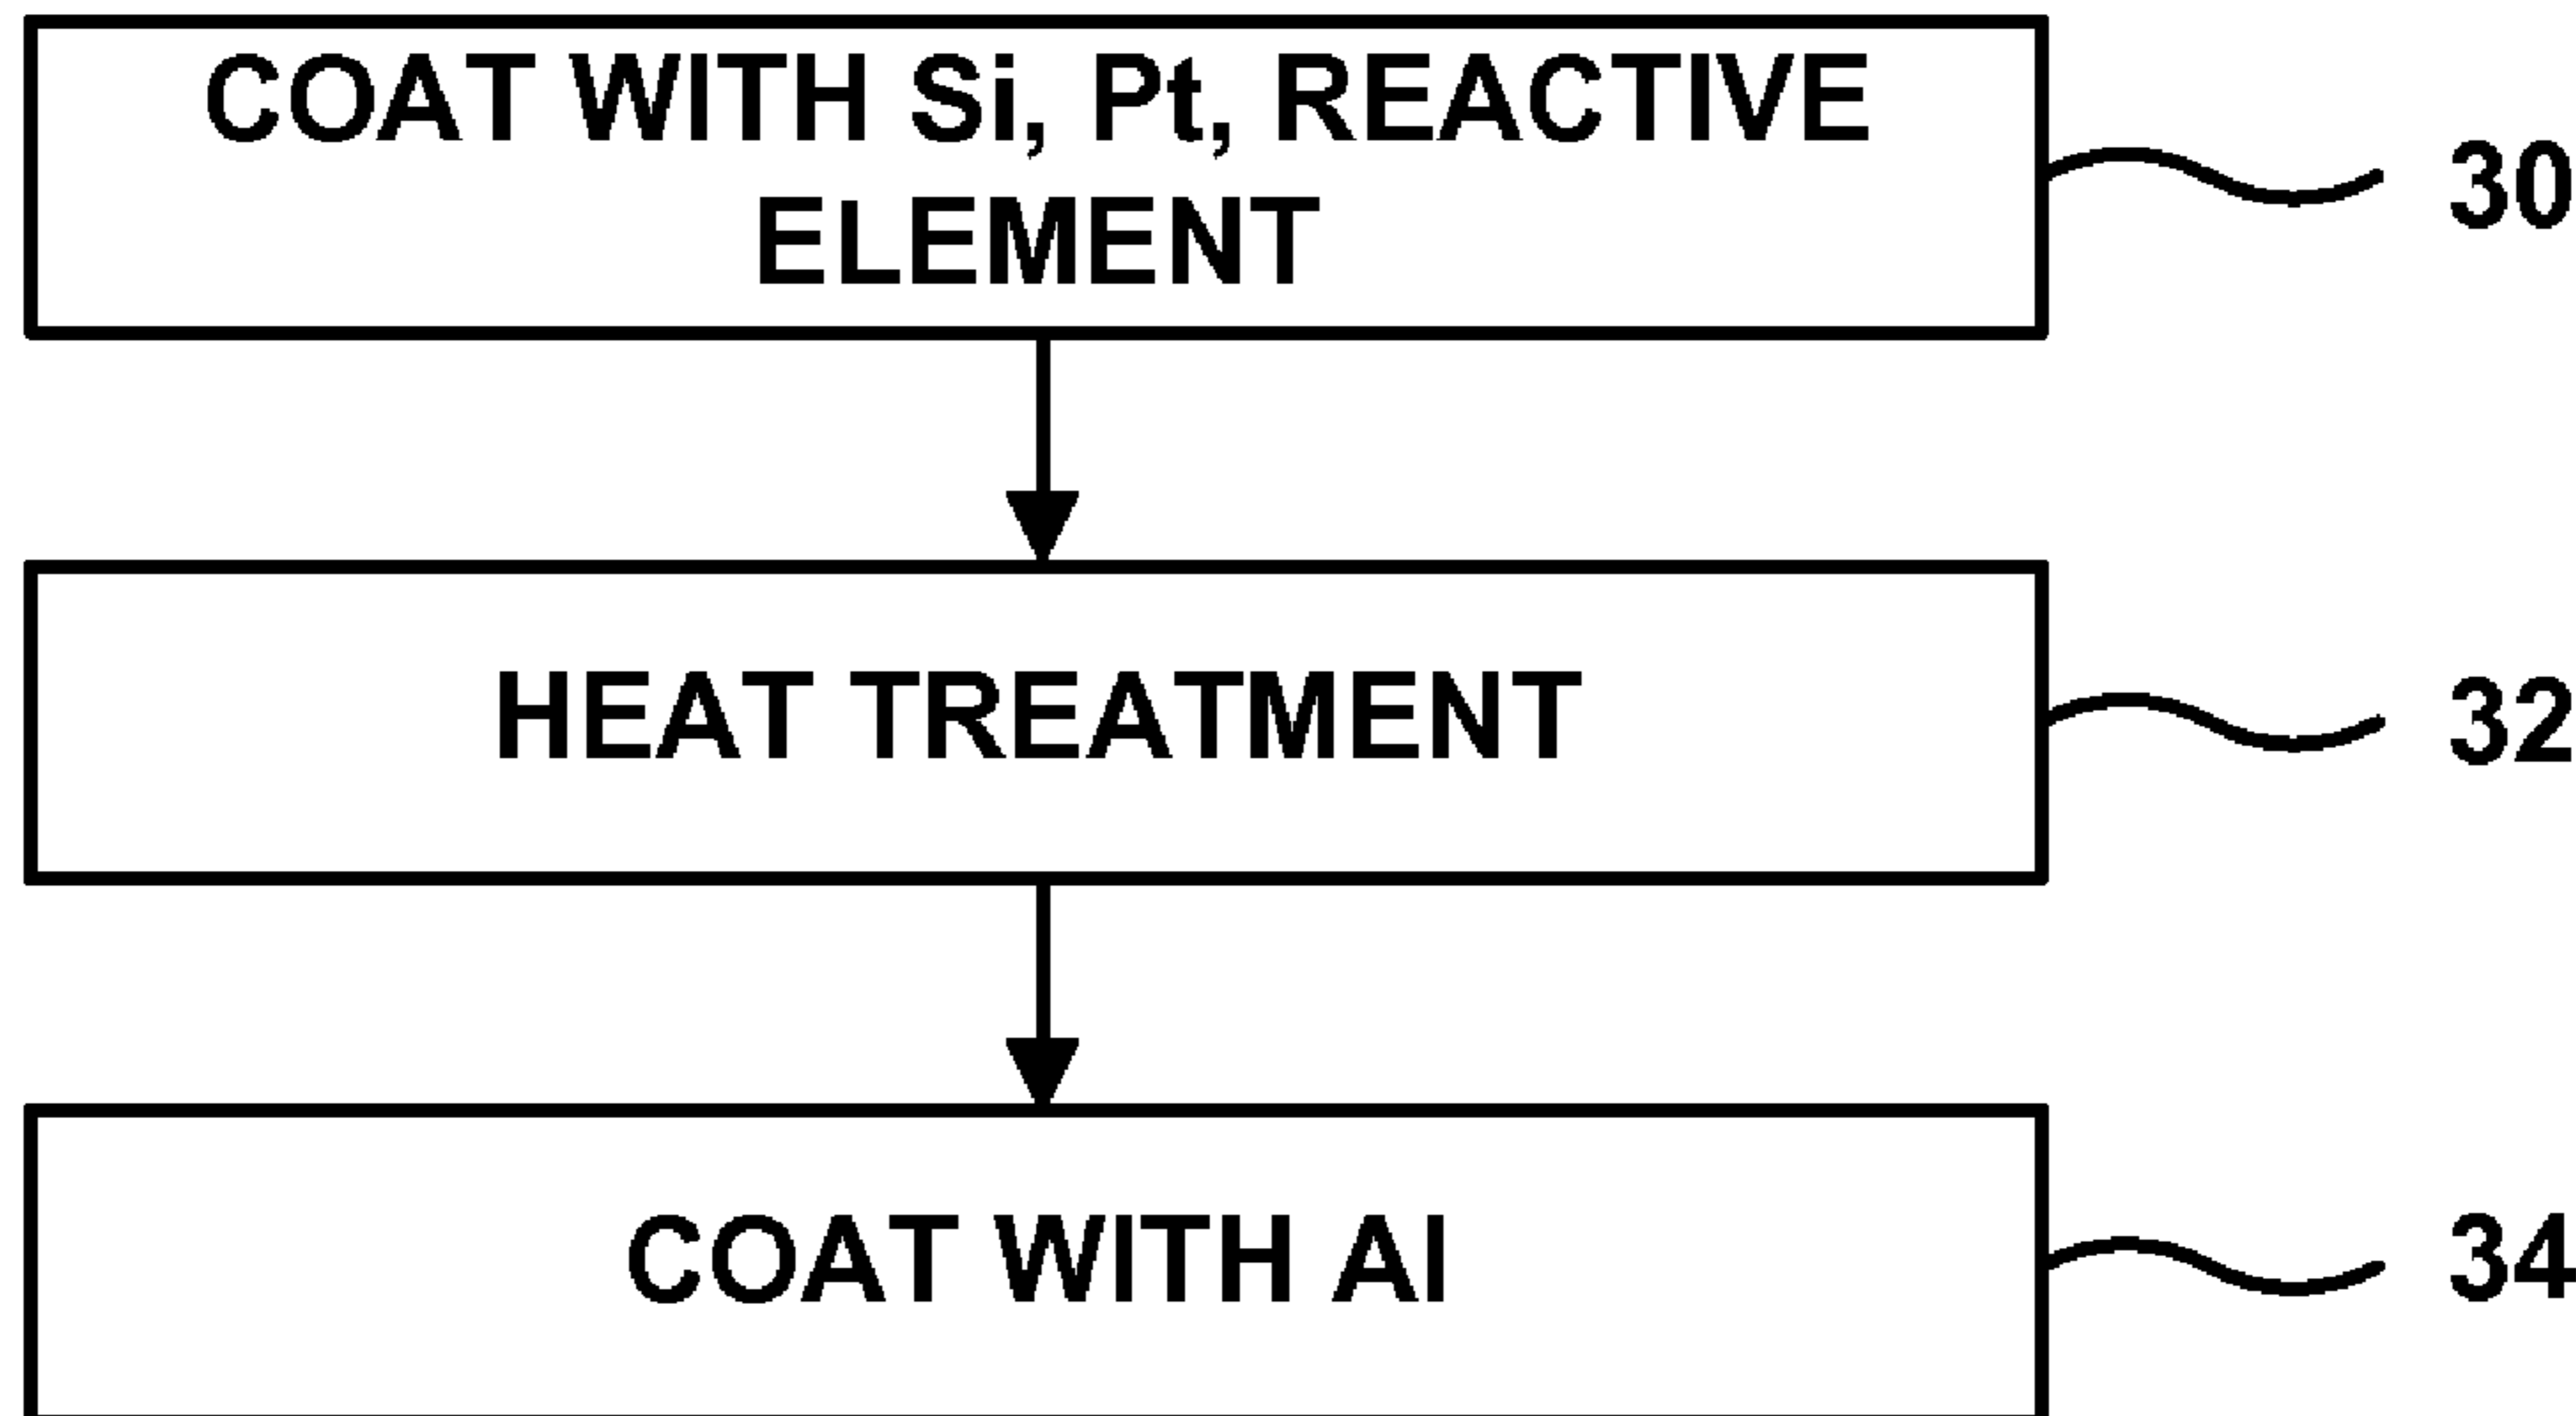 COAT WITH Si, Pt, REACTIVE
ELEMENT
30
HEAT TREATMENT
32
COAT WITH Al
34